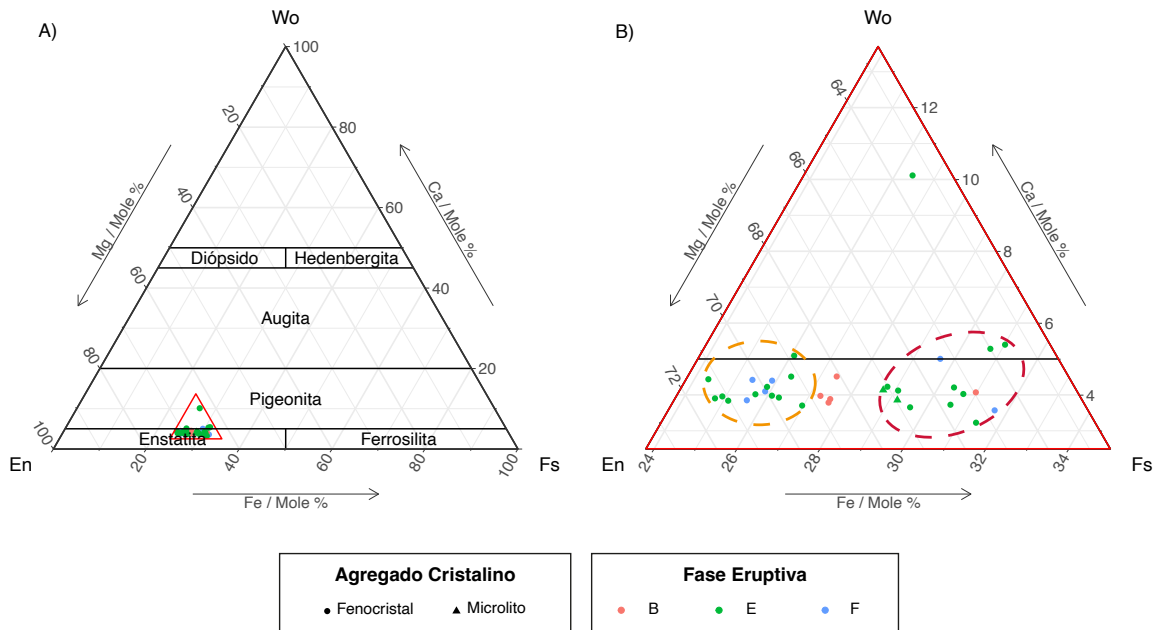 A)
Wo
100
20
80
40
60
Mg / Mole %
Ca / Mole %
Diópsido
Hedenbergita
60
40
Augita
80
20
Pigeonita
100
Enstatita
Ferrosilita
En
20
40
60
80
100
Fs
Fe / Mole %
B)
Wo
64
12
66
10
Mg / Mole %
Ca / Mole %
68
8
70
6
72
4
En
24
26
28
30
32
34
Fs
Fe / Mole %
Agregado Cristalino
Fenocristal
Microlito
Fase Eruptiva
B
E
F